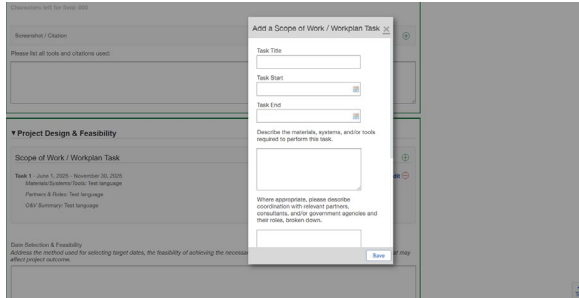 Characters left for field: 500
Screenshot / Citation
Please list all tools and citations used:
▾ Project Design & Feasibility
Scope of Work / Workplan Task
Task 1 - June 1, 2025 - November 30, 2025
Materials/Systems/Tools: Test language
Partners & Roles: Test language
O&V Summary: Test language
Edit
Date Selection & Feasibility
Address the method used for selecting target dates, the feasibility of achieving the necessa
at may
affect project outcome.
Add a Scope of Work / Workplan Task
Task Title
Task Start
Task End
Describe the materials, systems, and/or tools
required to perform this task.
Where appropriate, please describe
coordination with relevant partners,
consultants, and/or government agencies and
their roles, broken down.
Save